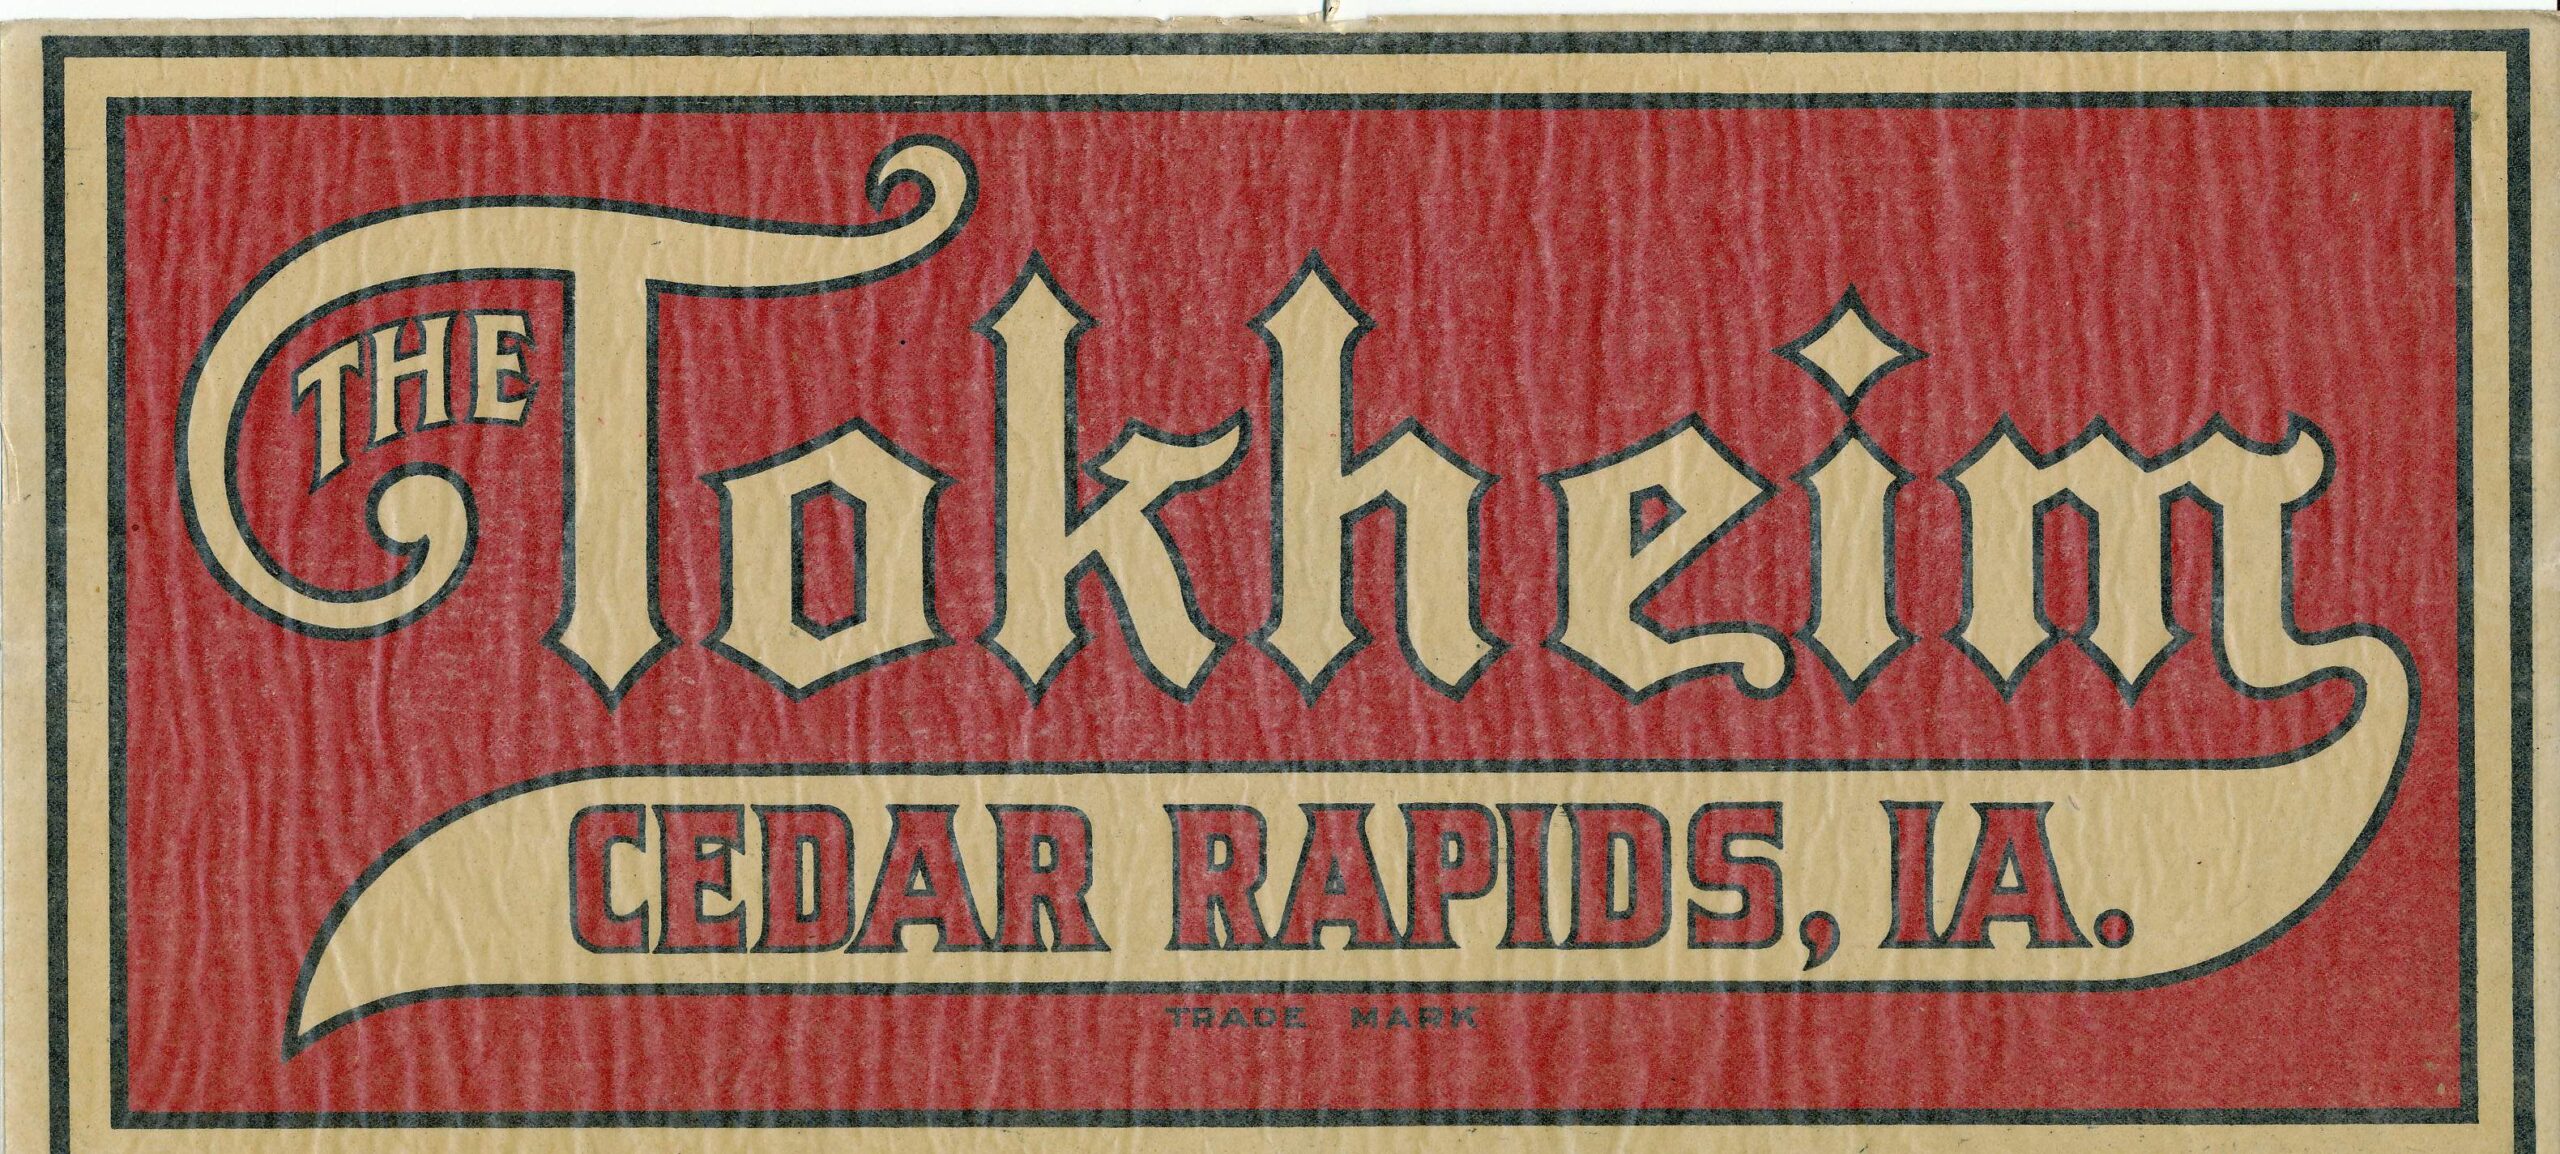 THE
Tokheim
CEDAR RAPIDS, IA.
TRADE MARK